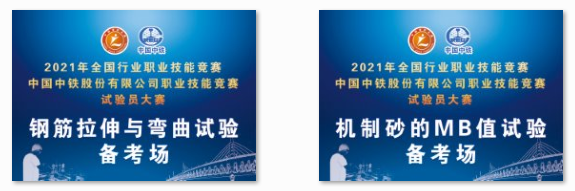 中国中铁
2021年全国行业职业技能竞赛
中国中铁股份有限公司职业技能竞赛
试验员大赛
钢筋拉伸与弯曲试验
备考场
中国中铁
2021年全国行业职业技能竞赛
中国中铁股份有限公司职业技能竞赛
试验员大赛
机制砂的MB值试验
备考场